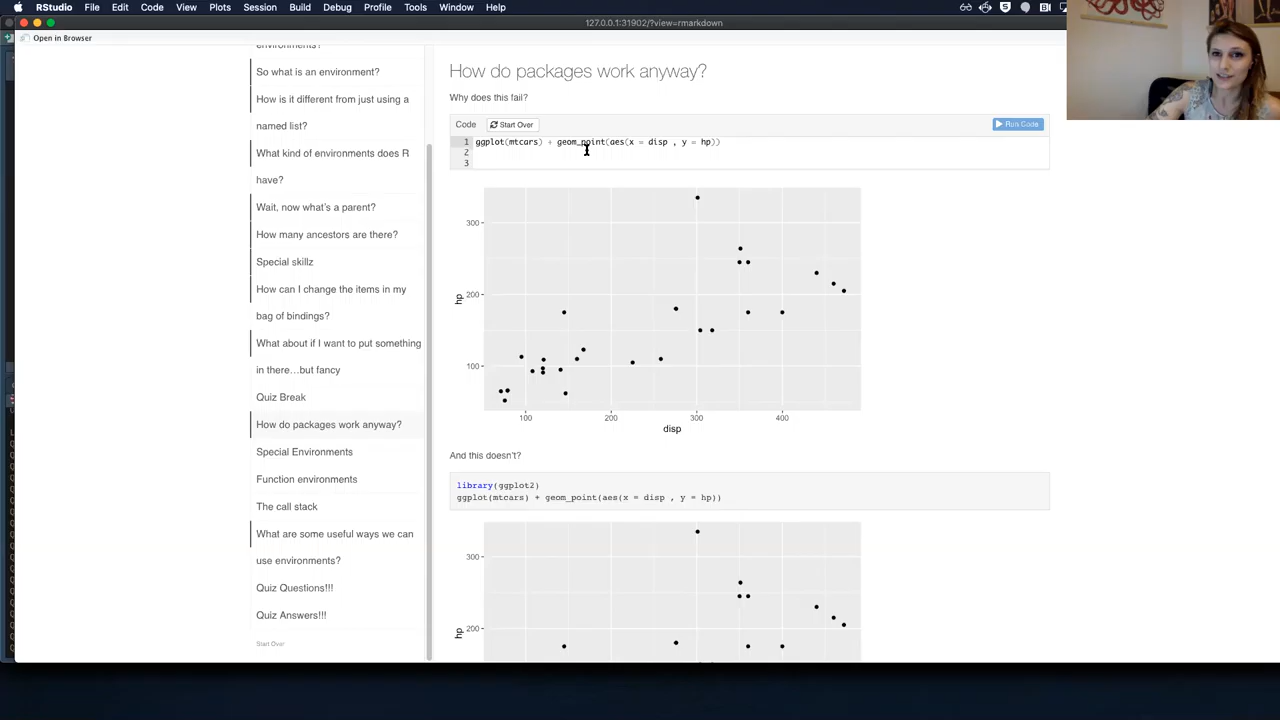 RStudio File Edit Code View Plots Session Build Debug Profile Tools Window Help
127.0.0.1:31902/?view=rmarkdown
Open in Browser
environments?
So what is an environment?
How is it different from just using a
named list?
What kind of environments does R
have?
Wait, now what's a parent?
How many ancestors are there?
Special skillz
How can I change the items in my
bag of bindings?
What about if I want to put something
in there…but fancy
Quiz Break
How do packages work anyway?
Special Environments
Function environments
The call stack
What are some useful ways we can
use environments?
Quiz Questions!!!
Quiz Answers!!!
Start Over
How do packages work anyway?
Why does this fail?
Code Start Over Run Code
1 ggplot(mtcars) + geom_point(aes(x = disp , y = hp))
2
3
300
200
100
hp
100 200 300 400
disp
And this doesn't?
library(ggplot2)
ggplot(mtcars) + geom_point(aes(x = disp , y = hp))
300
200
hp